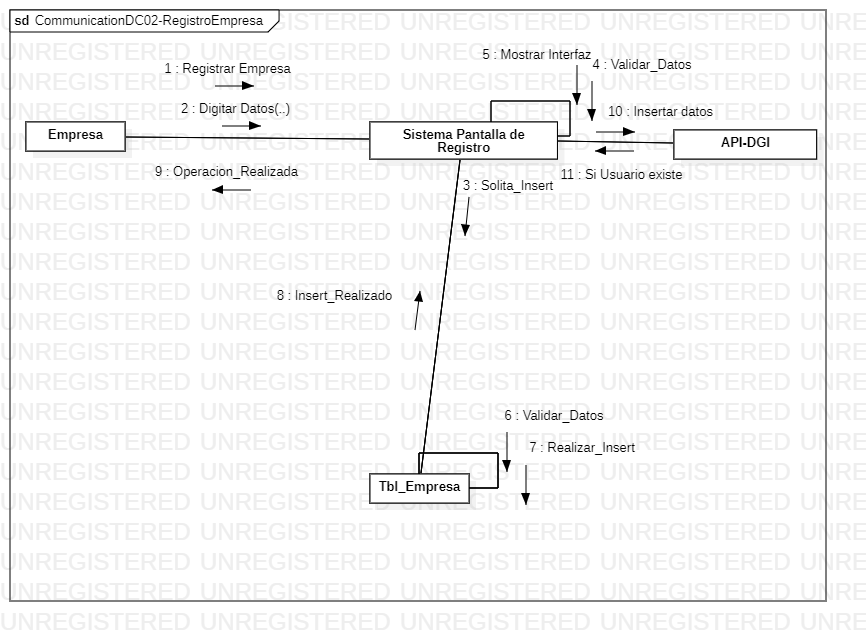 sd CommunicationDC02-RegistroEmpresa
5 : Mostrar Interfaz
4 : Validar_Datos
1 : Registrar Empresa
2 : Digitar Datos(..)
10 : Insertar datos
Empresa
Sistema Pantalla de
Registro
API-DGI
9 : Operacion_Realizada
11 : Si Usuario existe
3 : Solita_Insert
8 : Insert_Realizado
6 : Validar_Datos
7 : Realizar_Insert
Tbl_Empresa
UNREGISTERED UNREGISTERED UNREGISTERED UNREGISTERED UNRE